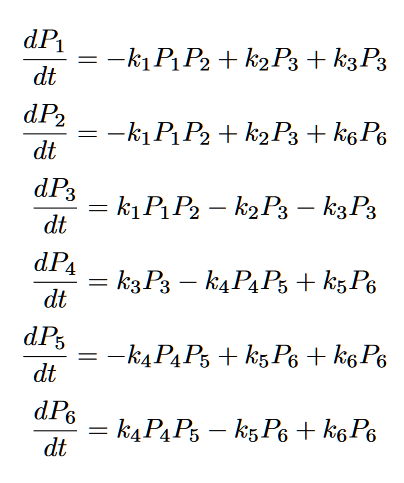 dP₁/dt = −k₁P₁P₂ + k₂P₃ + k₃P₃
dP₂/dt = −k₁P₁P₂ + k₂P₃ + k₆P₆
dP₃/dt = k₁P₁P₂ − k₂P₃ − k₃P₃
dP₄/dt = k₃P₃ − k₄P₄P₅ + k₅P₆
dP₅/dt = −k₄P₄P₅ + k₅P₆ + k₆P₆
dP₆/dt = k₄P₄P₅ − k₅P₆ + k₆P₆